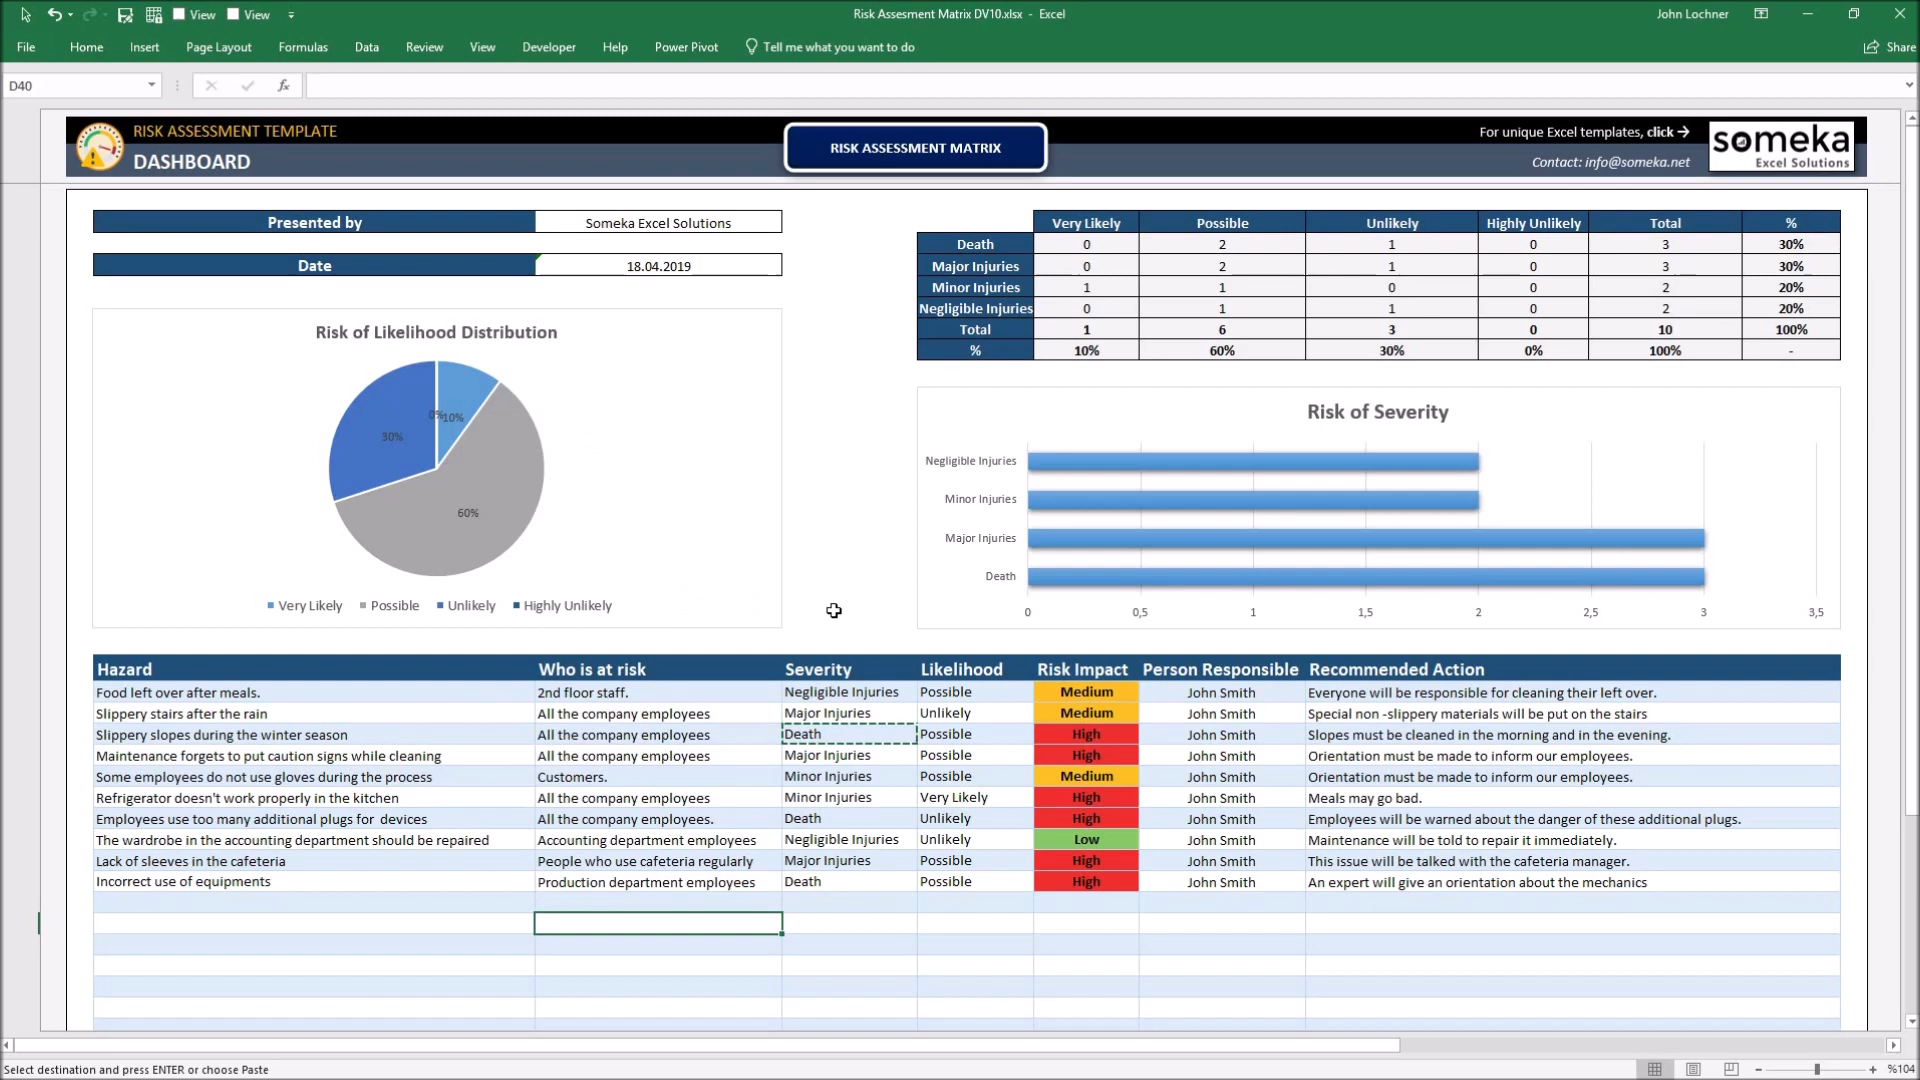 View View Risk Assesment Matrix DV10.xlsx - Excel John Lochner
File Home Insert Page Layout Formulas Data Review View Developer Help Power Pivot Tell me what you want to do Share
D40 fx
RISK ASSESSMENT TEMPLATE
DASHBOARD
RISK ASSESSMENT MATRIX
For unique Excel templates, click →
Contact: info@someka.net
someka
Excel Solutions
Presented by Someka Excel Solutions
Date 18.04.2019
Very Likely Possible Unlikely Highly Unlikely Total %
Death 0 2 1 0 3 30%
Major Injuries 0 2 1 0 3 30%
Minor Injuries 1 1 0 0 2 20%
Negligible Injuries 0 1 1 0 2 20%
Total 1 6 3 0 10 100%
% 10% 60% 30% 0% 100% -
Risk of Likelihood Distribution
0% 10%
30%
60%
Very Likely Possible Unlikely Highly Unlikely
Risk of Severity
Negligible Injuries
Minor Injuries
Major Injuries
Death
0 0,5 1 1,5 2 2,5 3 3,5
Hazard Who is at risk Severity Likelihood Risk Impact Person Responsible Recommended Action
Food left over after meals. 2nd floor staff. Negligible Injuries Possible Medium John Smith Everyone will be responsible for cleaning their left over.
Slippery stairs after the rain All the company employees Major Injuries Unlikely Medium John Smith Special non -slippery materials will be put on the stairs
Slippery slopes during the winter season All the company employees Death Possible High John Smith Slopes must be cleaned in the morning and in the evening.
Maintenance forgets to put caution signs while cleaning All the company employees Major Injuries Possible High John Smith Orientation must be made to inform our employees.
Some employees do not use gloves during the process Customers. Minor Injuries Possible Medium John Smith Orientation must be made to inform our employees.
Refrigerator doesn't work properly in the kitchen All the company employees Minor Injuries Very Likely High John Smith Meals may go bad.
Employees use too many additional plugs for devices All the company employees. Death Unlikely High John Smith Employees will be warned about the danger of these additional plugs.
The wardrobe in the accounting department should be repaired Accounting department employees Negligible Injuries Unlikely Low John Smith Maintenance will be told to repair it immediately.
Lack of sleeves in the cafeteria People who use cafeteria regularly Major Injuries Possible High John Smith This issue will be talked with the cafeteria manager.
Incorrect use of equipments Production department employees Death Possible High John Smith An expert will give an orientation about the mechanics
Select destination and press ENTER or choose Paste %104